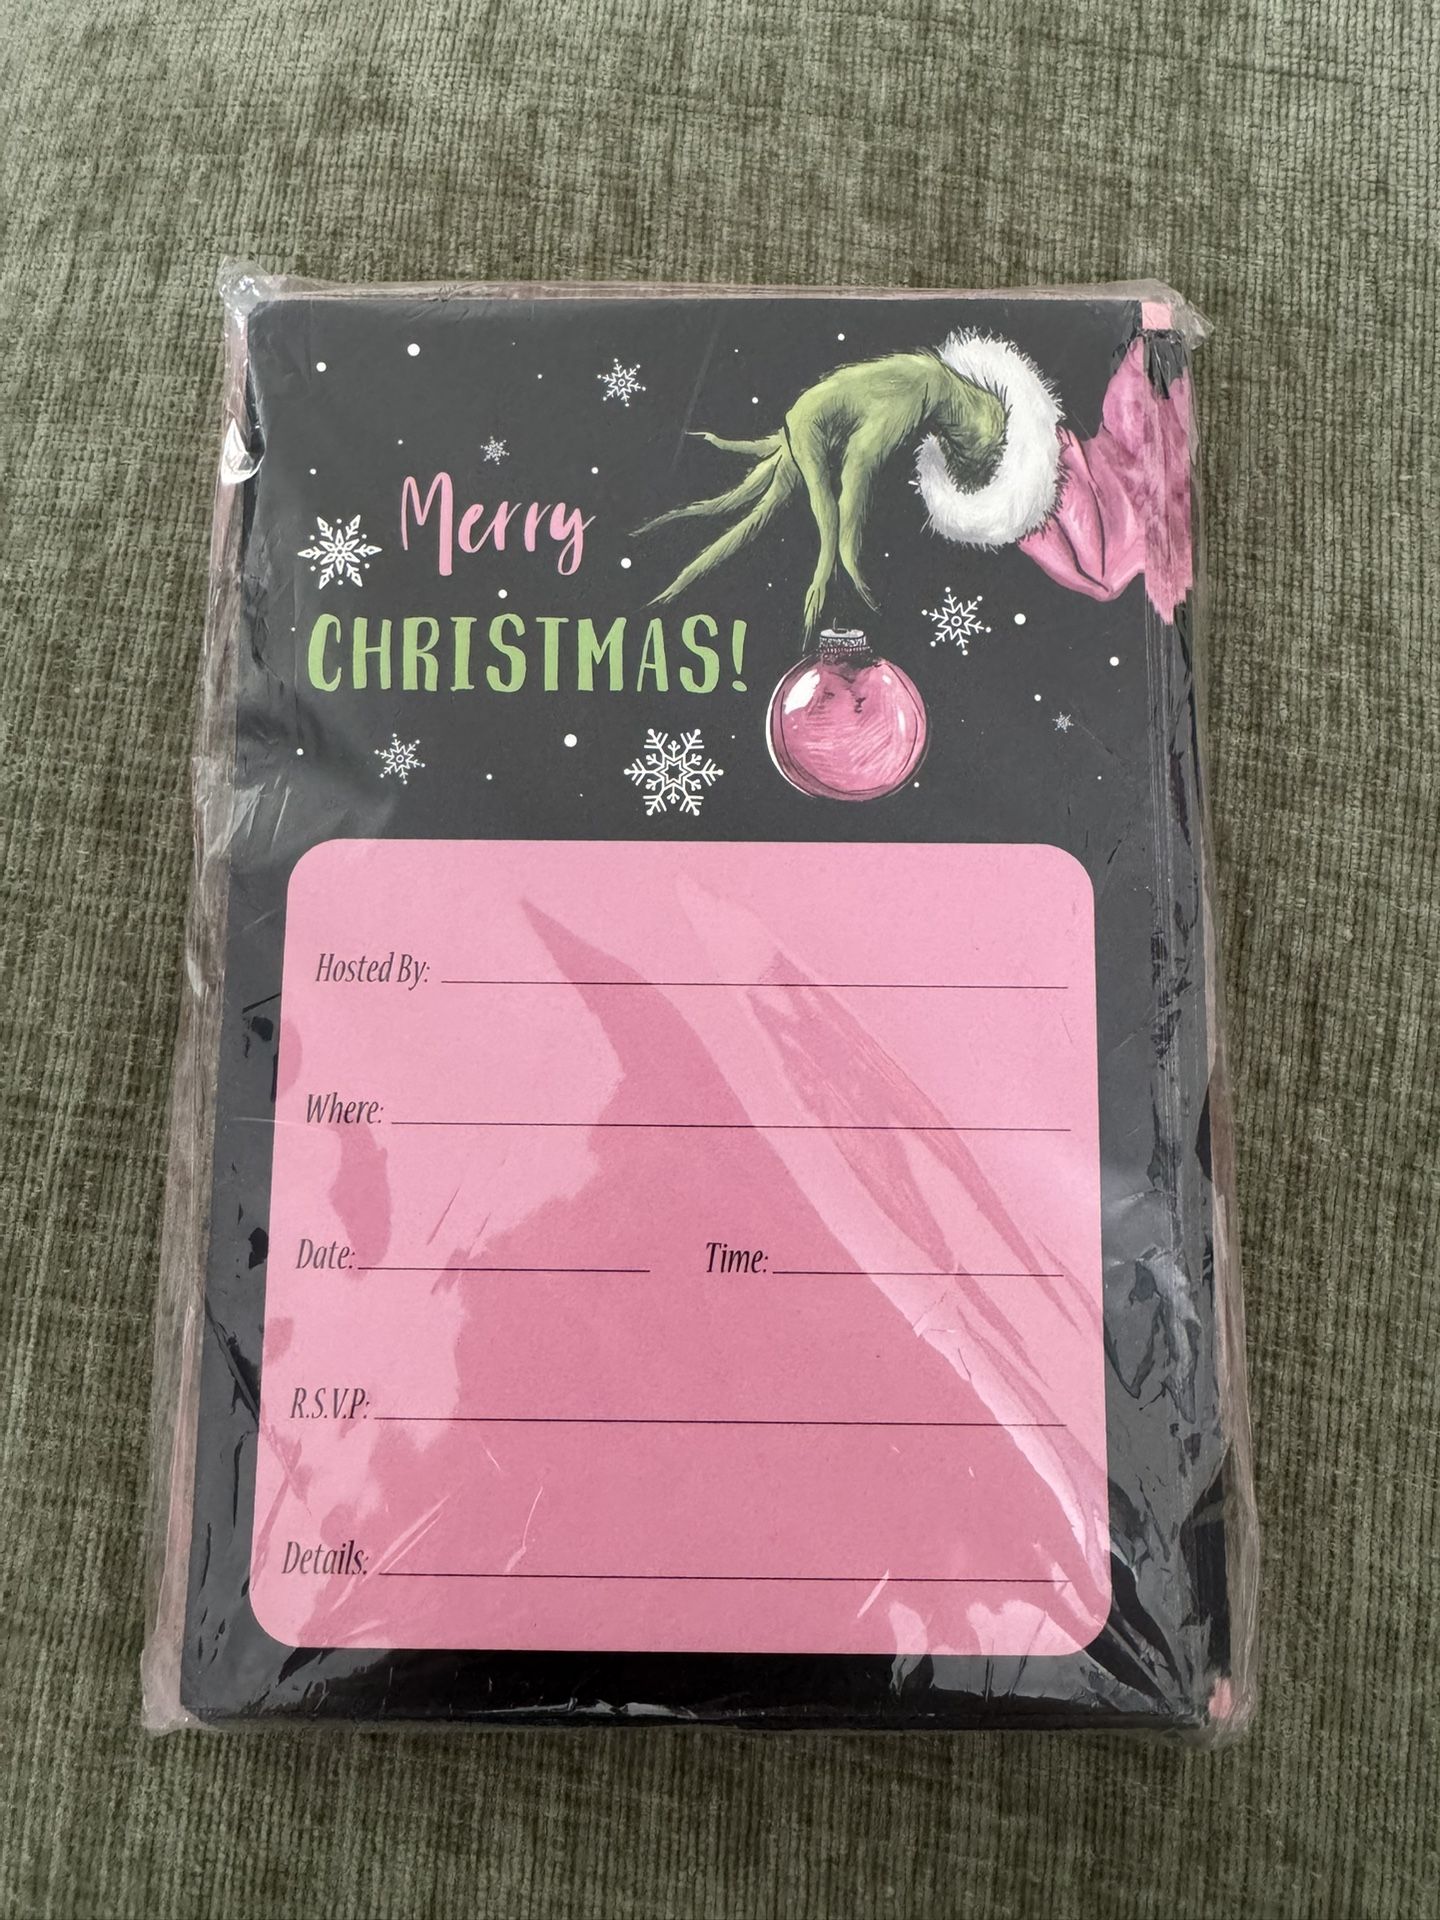 Merry
CHRISTMAS!
Hosted By:
Where:
Date: Time:
R.S.V.P:
Details: